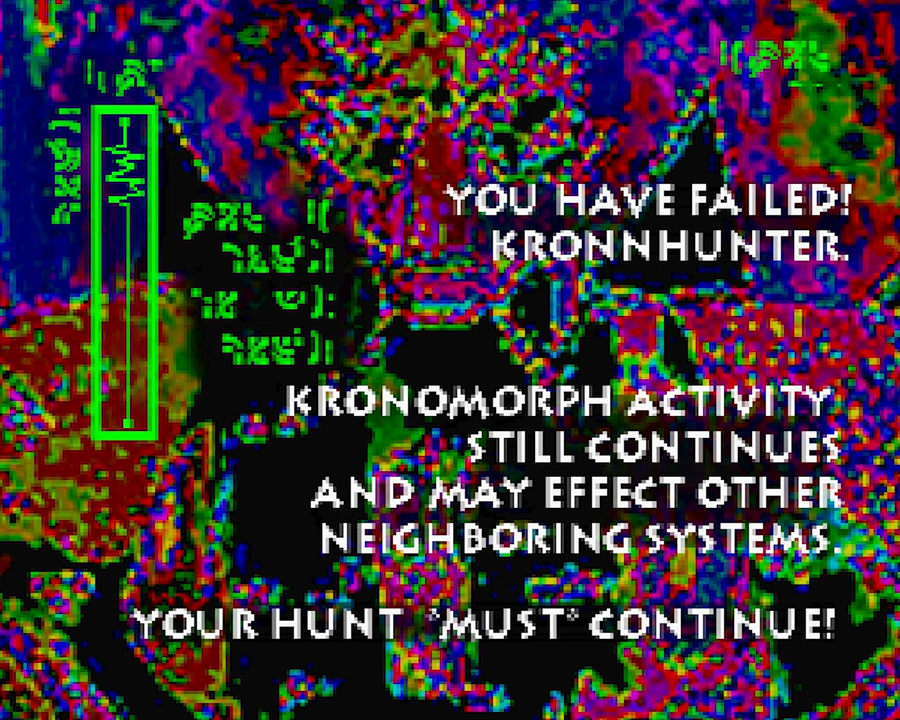 YOU HAVE FAILED!
KRONNHUNTER.
KRONOMORPH ACTIVITY
STILL CONTINUES
AND MAY EFFECT OTHER
NEIGHBORING SYSTEMS.
YOUR HUNT *MUST* CONTINUE!